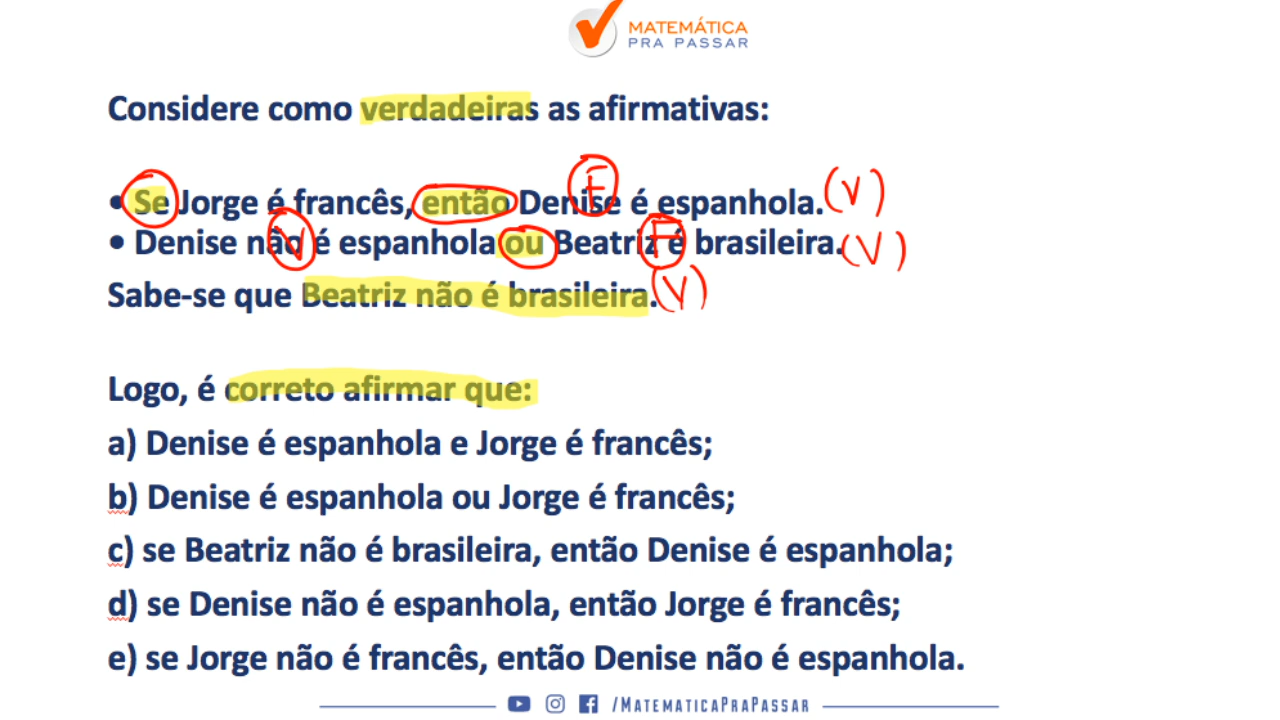 MATEMÁTICA
PRA PASSAR
Considere como verdadeiras as afirmativas:
F
• Se Jorge é francês, então Denise é espanhola. (V)
• Denise não é espanhola ou Beatriz é brasileira. (V)
V F
Sabe-se que Beatriz não é brasileira. (V)
Logo, é correto afirmar que:
a) Denise é espanhola e Jorge é francês;
b) Denise é espanhola ou Jorge é francês;
c) se Beatriz não é brasileira, então Denise é espanhola;
d) se Denise não é espanhola, então Jorge é francês;
e) se Jorge não é francês, então Denise não é espanhola.
/MATEMATICAPRAPASSAR